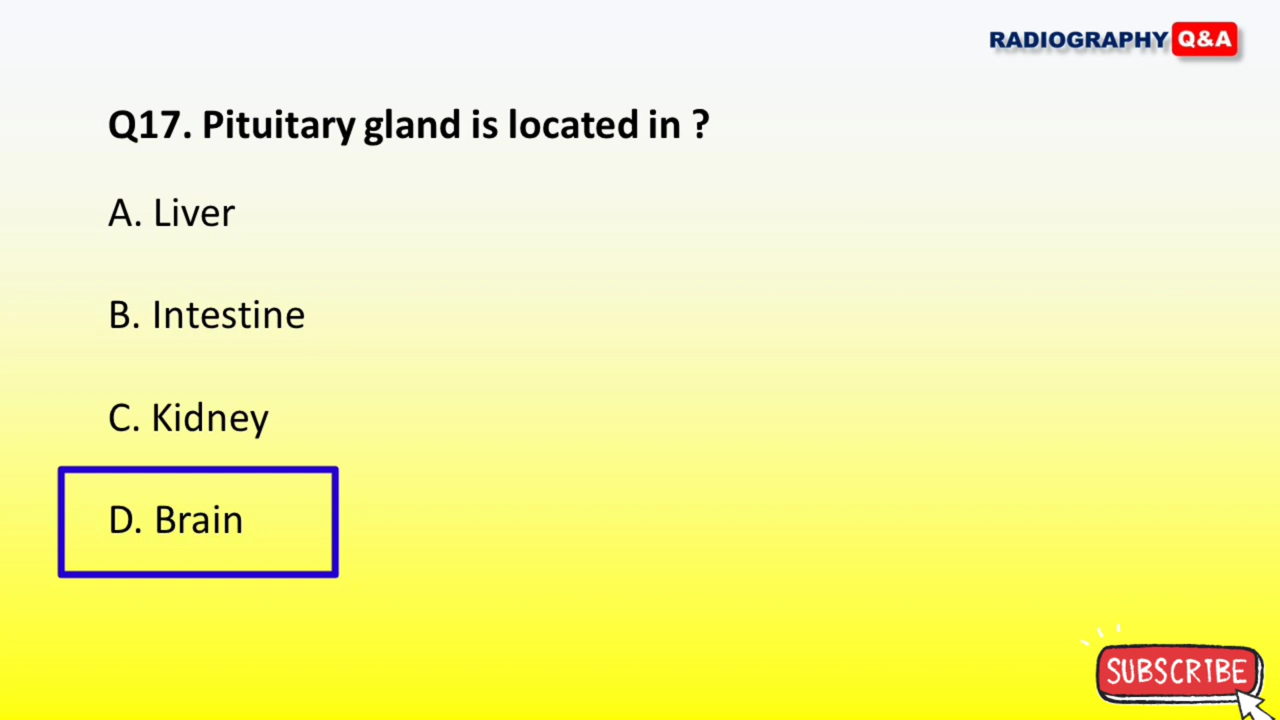 RADIOGRAPHY Q&A
Q17. Pituitary gland is located in ?
A. Liver
B. Intestine
C. Kidney
D. Brain
SUBSCRIBE